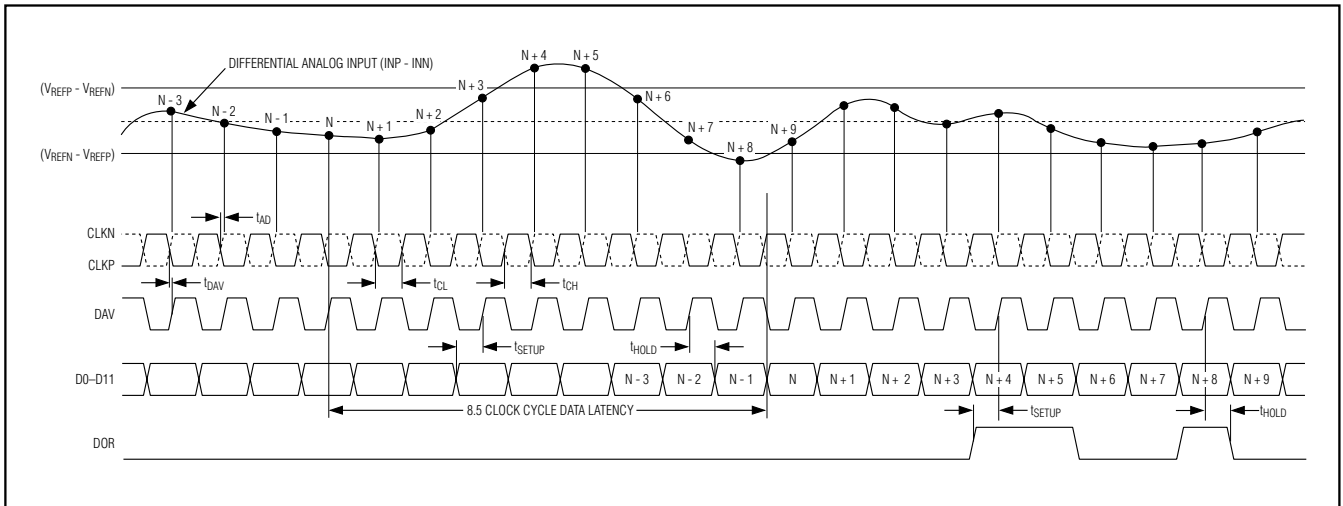 DIFFERENTIAL ANALOG INPUT (INP - INN)
N + 4 N + 5
(VREFP - VREFN)
N - 3 N + 3
N - 2 N + 6
N - 1 N N + 1 N + 2 N + 7 N + 9
(VREFN - VREFP)
N + 8
tAD
CLKN
CLKP
tDAV tCL tCH
DAV
tSETUP tHOLD
D0–D11 N - 3 N - 2 N - 1 N N + 1 N + 2 N + 3 N + 4 N + 5 N + 6 N + 7 N + 8 N + 9
8.5 CLOCK CYCLE DATA LATENCY tSETUP tHOLD
DOR